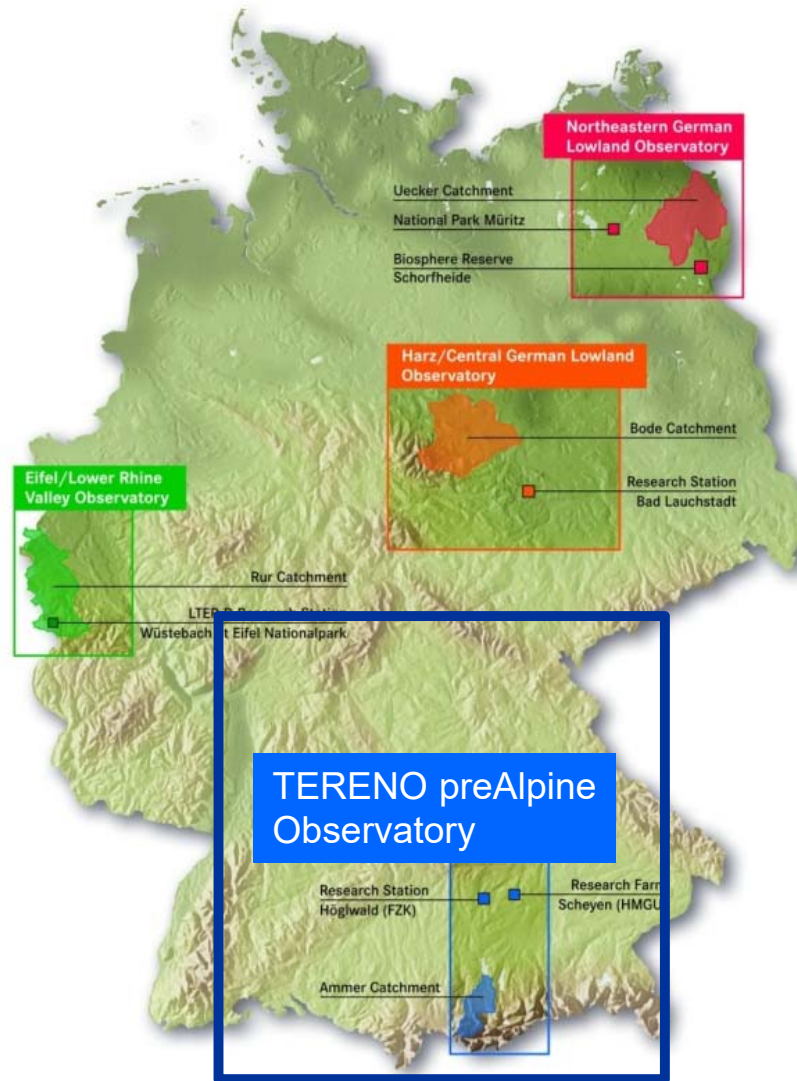 Northeastern German
Lowland Observatory
Uecker Catchment
National Park Müritz
Biosphere Reserve
Schorfheide
Harz/Central German Lowland
Observatory
Bode Catchment
Research Station
Bad Lauchstadt
Eifel/Lower Rhine
Valley Observatory
Rur Catchment
Wüstebach Eifel Nationalpark
TERENO preAlpine
Observatory
Research Station
Höglwald (FZK)
Research Farm
Scheyen (HMGU
Ammer Catchment